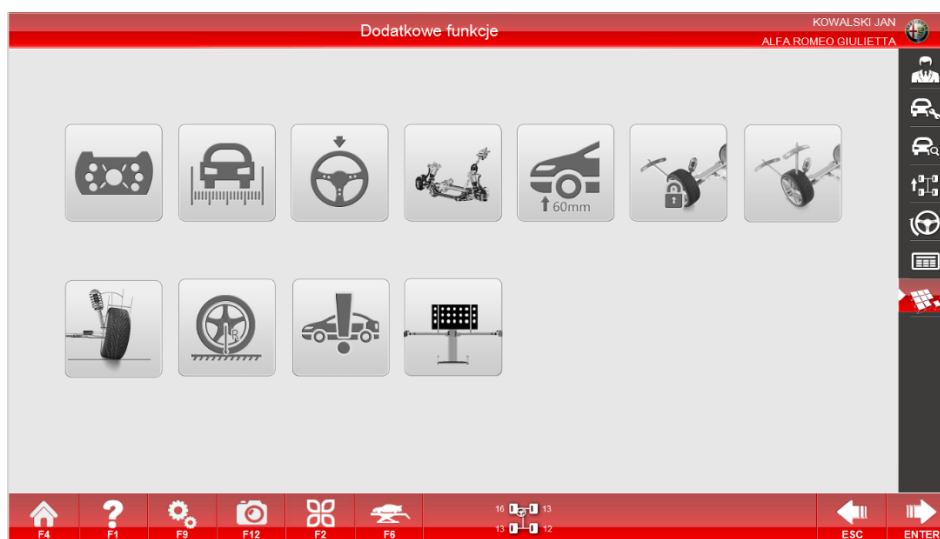 Dodatkowe funkcje
KOWALSKI JAN
ALFA ROMEO GIULIETTA
60mm
R
16 13
13 12
F4 F1 F9 F12 F2 F6 ESC ENTER